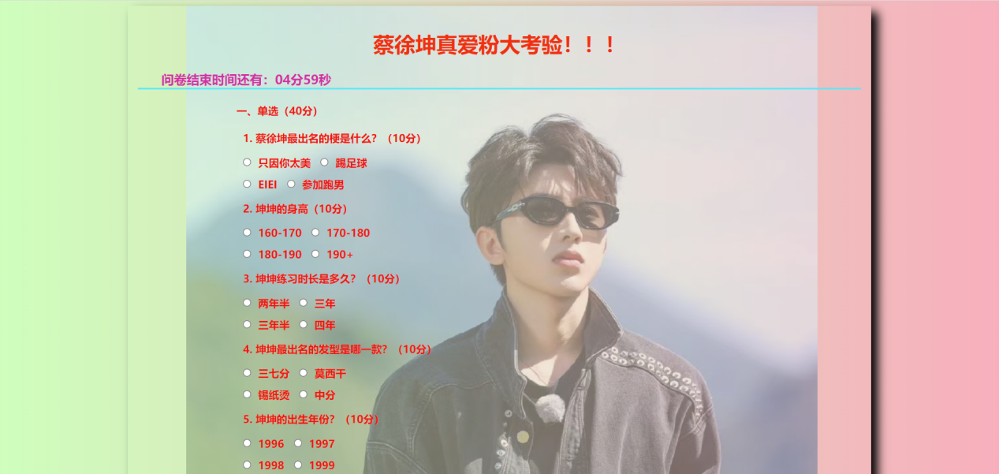 蔡徐坤真爱粉大考验！！！
问卷结束时间还有：04分59秒
一、单选（40分）
1. 蔡徐坤最出名的梗是什么？（10分）
只因你太美 踢足球
EIEI 参加跑男
2. 坤坤的身高（10分）
160-170 170-180
180-190 190+
3. 坤坤练习时长是多久？（10分）
两年半 三年
三年半 四年
4. 坤坤最出名的发型是哪一款？（10分）
三七分 莫西干
锡纸烫 中分
5. 坤坤的出生年份？（10分）
1996 1997
1998 1999